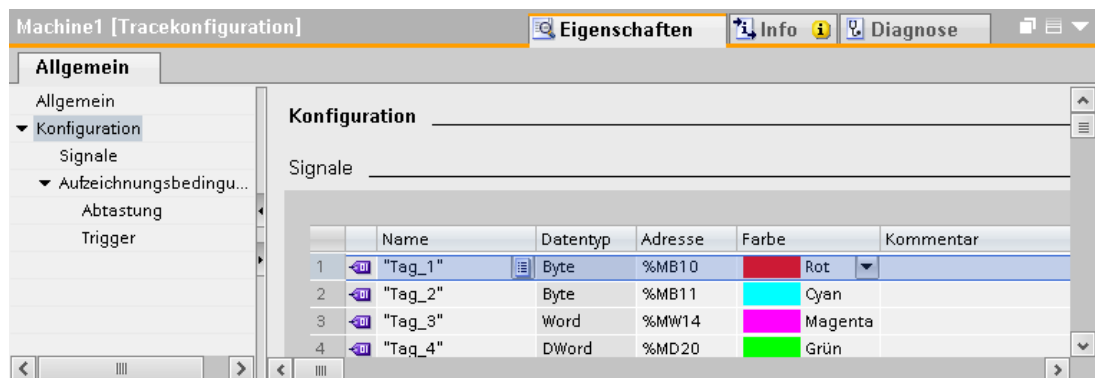 Machine1 [Tracekonfiguration] Eigenschaften Info Diagnose
Allgemein
Allgemein
Konfiguration
Signale
Aufzeichnungsbedingu...
Abtastung
Trigger
Konfiguration
Signale
Name Datentyp Adresse Farbe Kommentar
1 "Tag_1" Byte %MB10 Rot
2 "Tag_2" Byte %MB11 Cyan
3 "Tag_3" Word %MW14 Magenta
4 "Tag_4" DWord %MD20 Grün